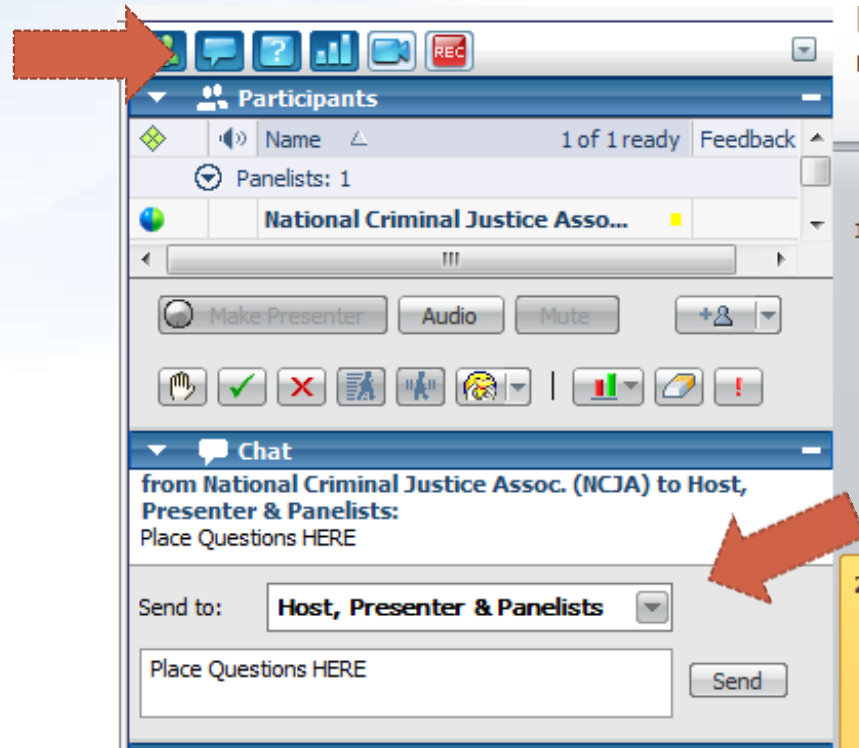 ?
REC
Participants
Name 1 of 1 ready Feedback
Panelists: 1
National Criminal Justice Asso...
Make Presenter Audio Mute
Chat
from National Criminal Justice Assoc. (NCJA) to Host,
Presenter & Panelists:
Place Questions HERE
Send to: Host, Presenter & Panelists
Place Questions HERE
Send